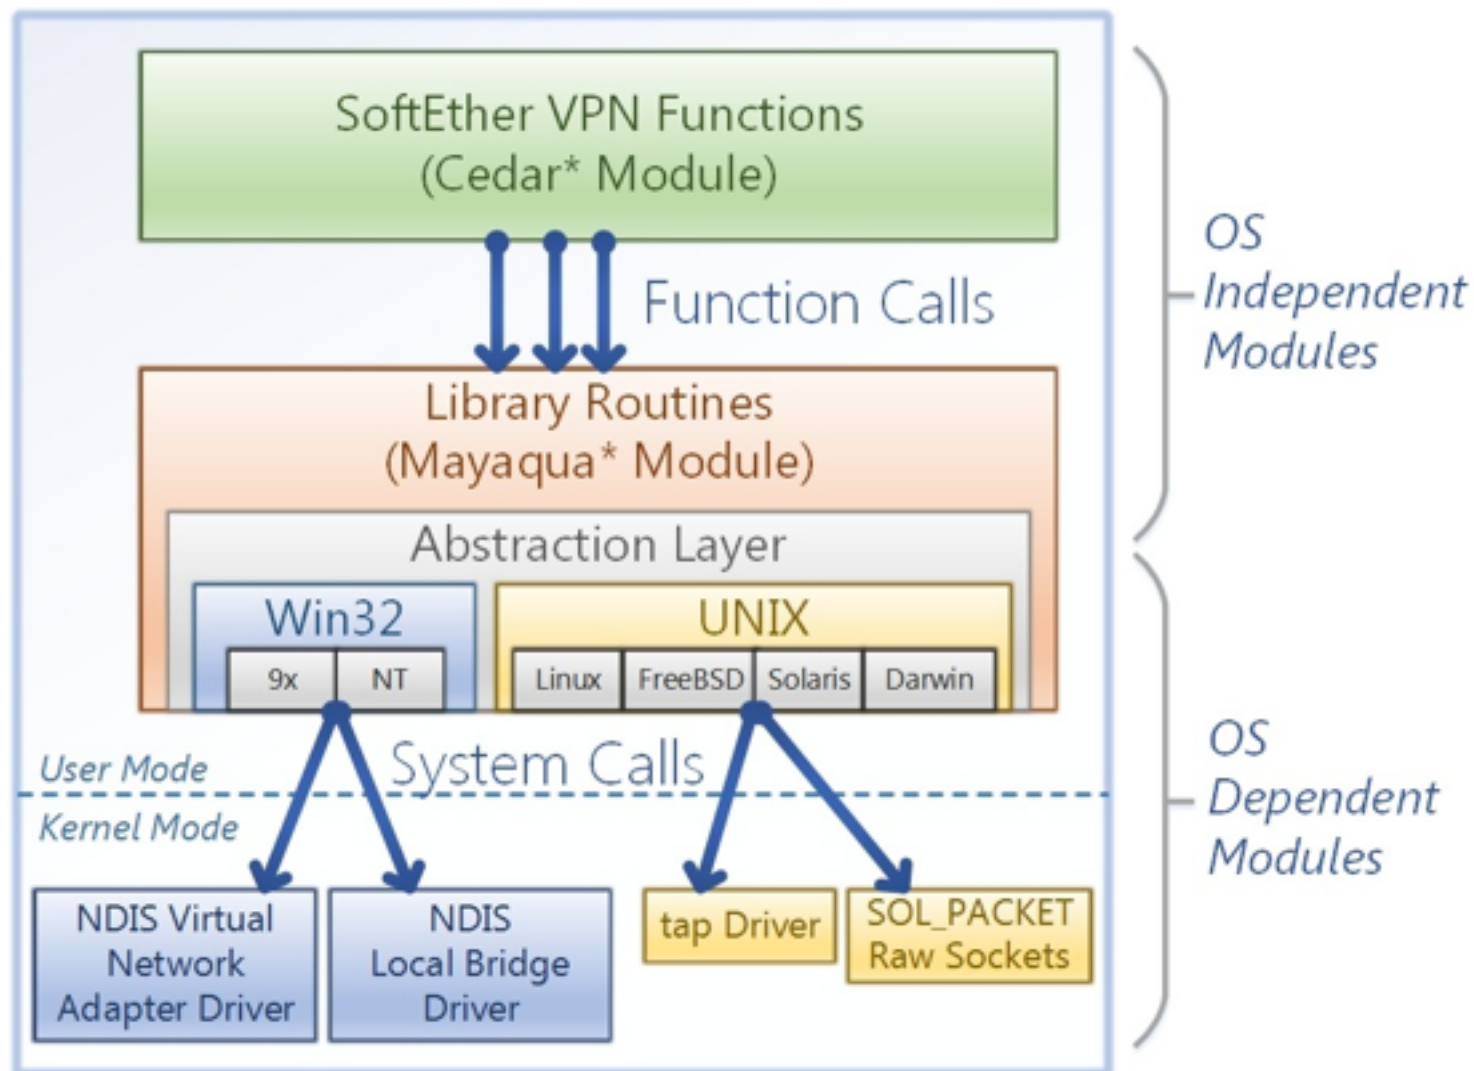 SoftEther VPN Functions
(Cedar* Module)
Function Calls
OS
Independent
Modules
Library Routines
(Mayaqua* Module)
Abstraction Layer
Win32
UNIX
9x
NT
Linux
FreeBSD
Solaris
Darwin
System Calls
User Mode
Kernel Mode
OS
Dependent
Modules
NDIS Virtual
Network
Adapter Driver
NDIS
Local Bridge
Driver
tap Driver
SOL_PACKET
Raw Sockets